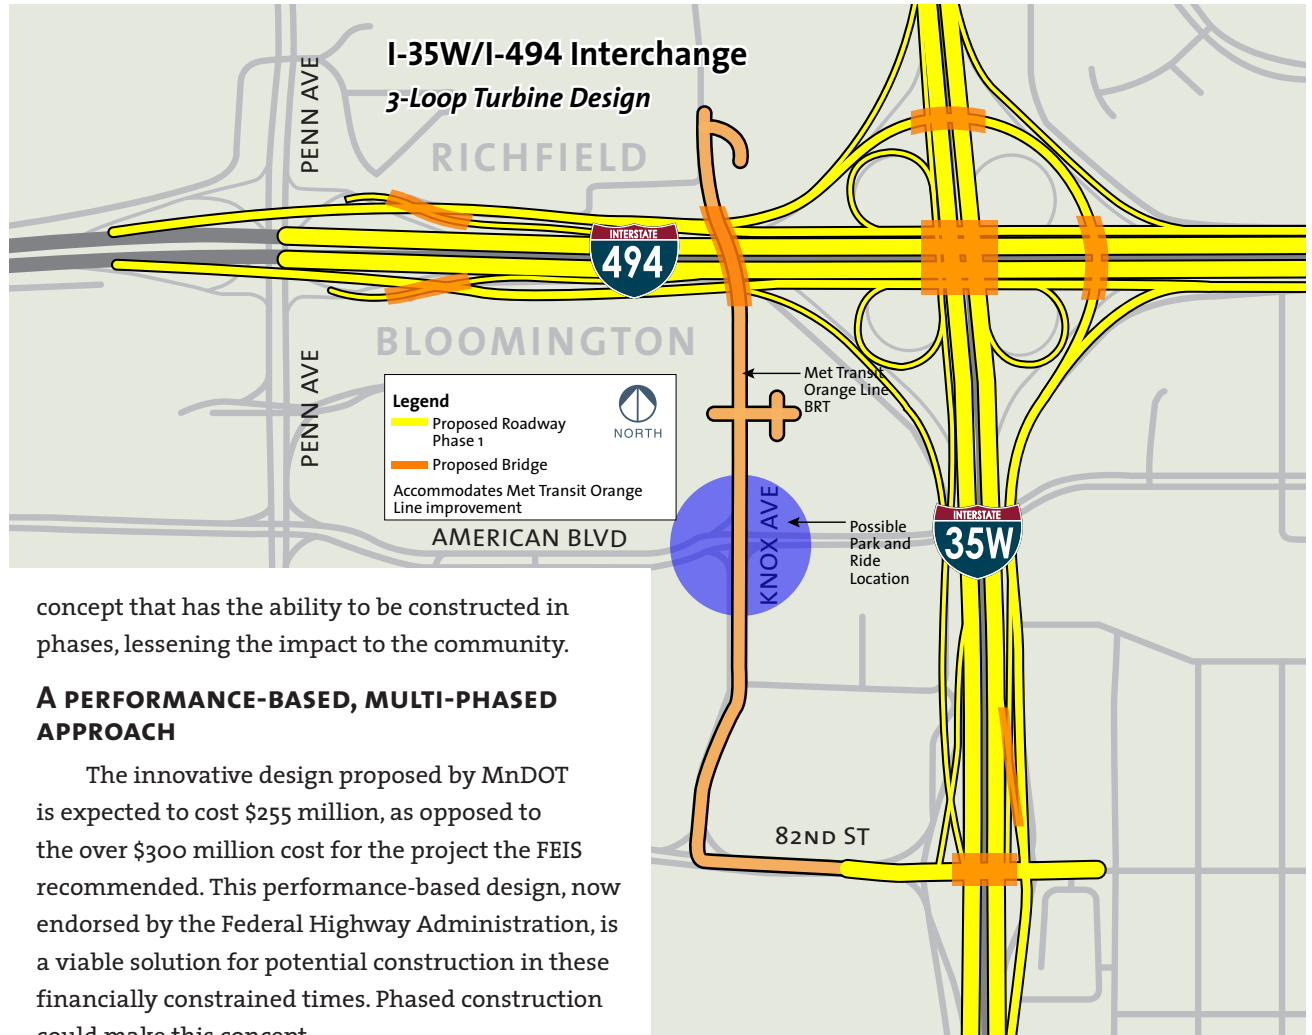 I-35W/I-494 Interchange
3-Loop Turbine Design
PENN AVE
RICHFIELD
INTERSTATE
494
BLOOMINGTON
PENN AVE
Legend
Proposed Roadway
Phase 1
Proposed Bridge
Accommodates Met Transit Orange
Line improvement
NORTH
Met Transit
Orange Line
BRT
KNOX AVE
Possible
Park and
Ride
Location
INTERSTATE
35W
AMERICAN BLVD
82ND ST
concept that has the ability to be constructed in
phases, lessening the impact to the community.
A PERFORMANCE-BASED, MULTI-PHASED
APPROACH
The innovative design proposed by MnDOT
is expected to cost $255 million, as opposed to
the over $300 million cost for the project the FEIS
recommended. This performance-based design, now
endorsed by the Federal Highway Administration, is
a viable solution for potential construction in these
financially constrained times. Phased construction
could make this concept